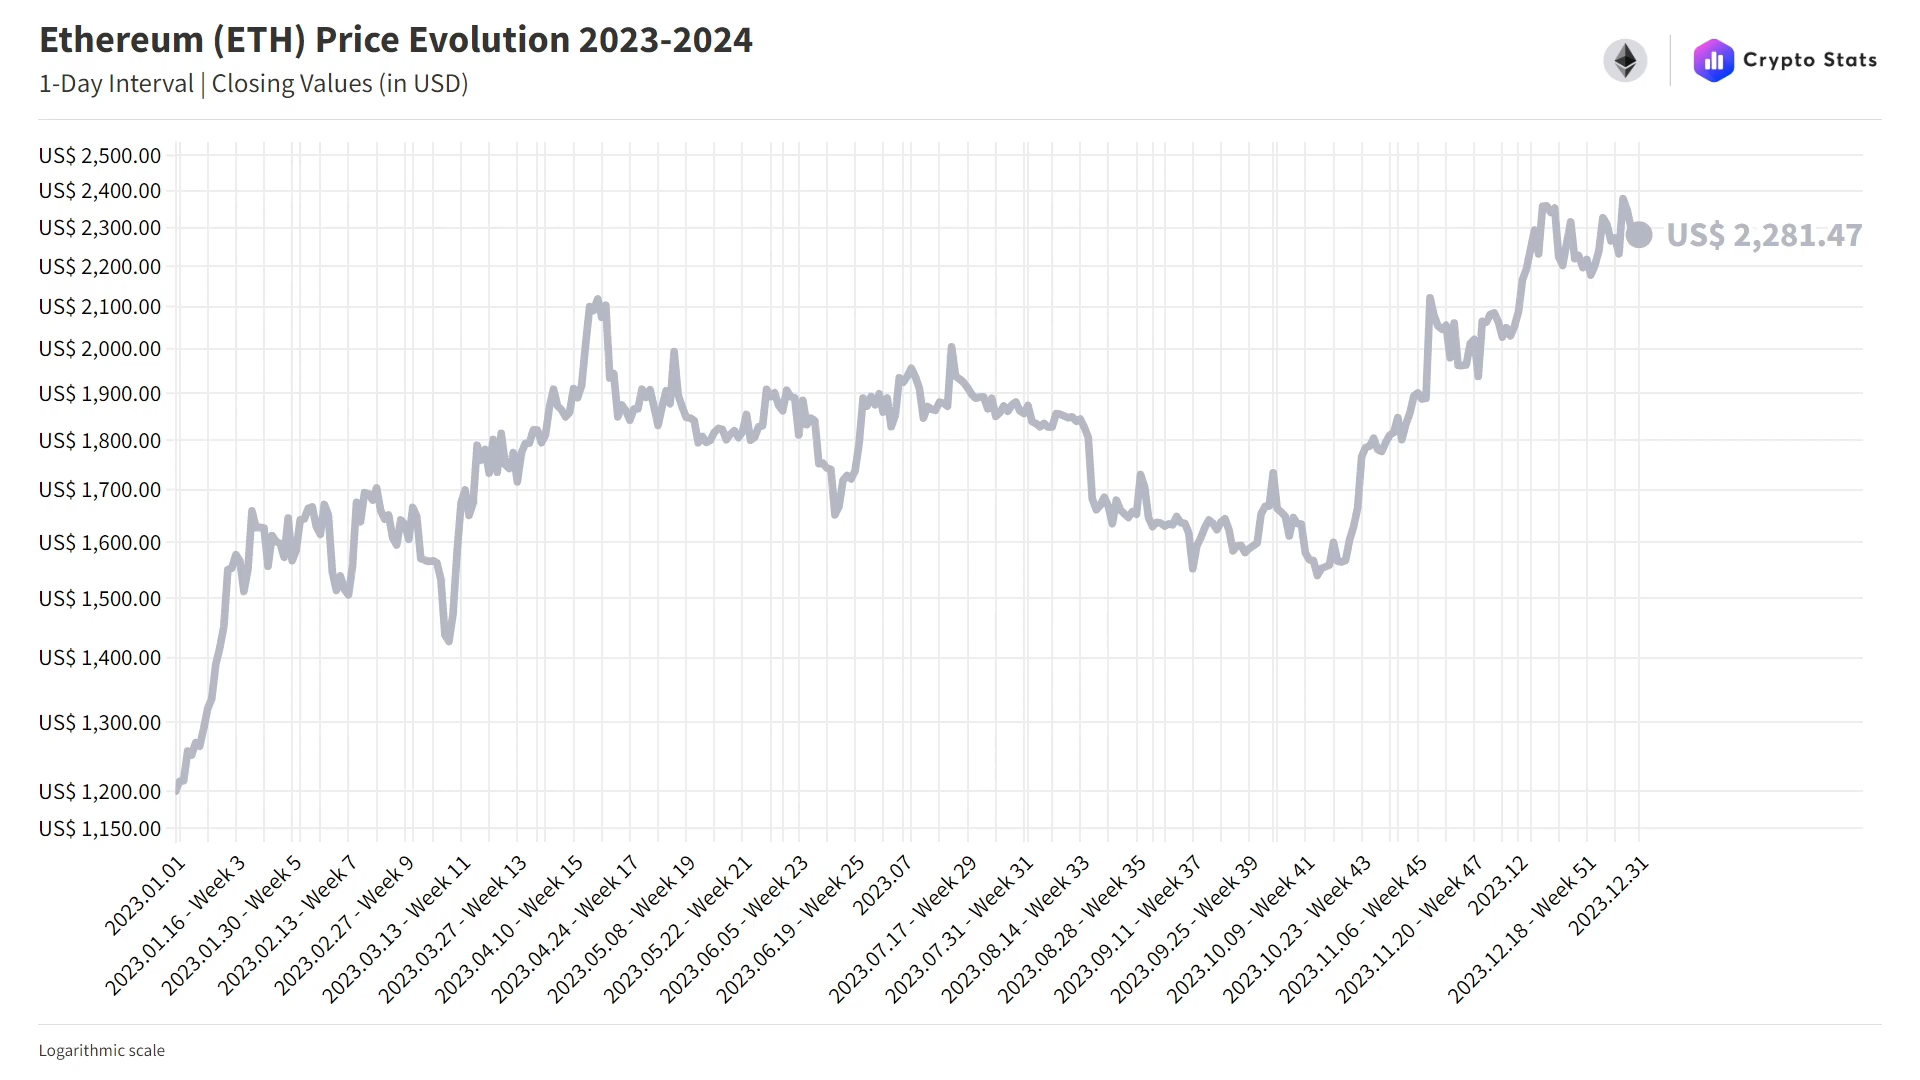 Ethereum (ETH) Price Evolution 2023-2024
1-Day Interval | Closing Values (in USD)
Crypto Stats
US$ 2,500.00
US$ 2,400.00
US$ 2,300.00
US$ 2,200.00
US$ 2,100.00
US$ 2,000.00
US$ 1,900.00
US$ 1,800.00
US$ 1,700.00
US$ 1,600.00
US$ 1,500.00
US$ 1,400.00
US$ 1,300.00
US$ 1,200.00
US$ 1,150.00
US$ 2,281.47
2023.01.01
2023.01.16 - Week 3
2023.01.30 - Week 5
2023.02.13 - Week 7
2023.02.27 - Week 9
2023.03.13 - Week 11
2023.03.27 - Week 13
2023.04.10 - Week 15
2023.04.24 - Week 17
2023.05.08 - Week 19
2023.05.22 - Week 21
2023.06.05 - Week 23
2023.06.19 - Week 25
2023.07
2023.07.17 - Week 29
2023.07.31 - Week 31
2023.08.14 - Week 33
2023.08.28 - Week 35
2023.09.11 - Week 37
2023.09.25 - Week 39
2023.10.09 - Week 41
2023.10.23 - Week 43
2023.11.06 - Week 45
2023.11.20 - Week 47
2023.12
2023.12.18 - Week 51
2023.12.31
Logarithmic scale